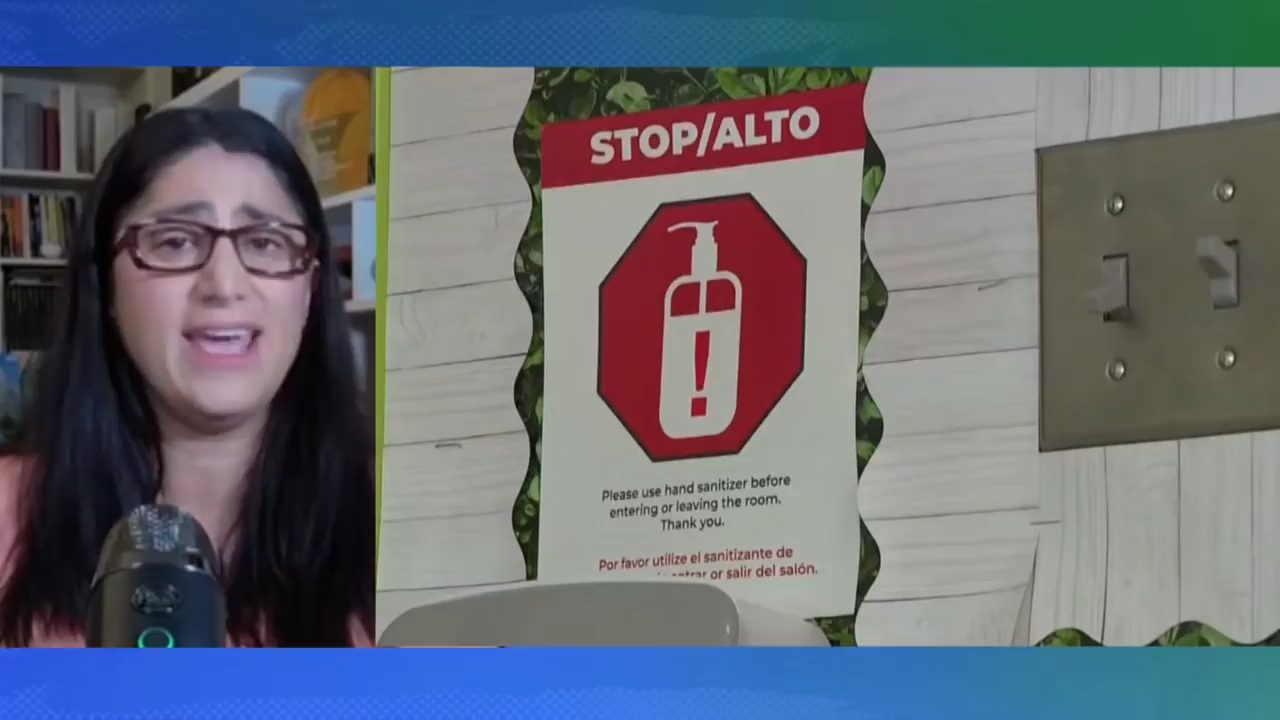 STOP/ALTO
Please use hand sanitizer before
entering or leaving the room.
Thank you.
Por favor utilize el sanitizante de
entrar or salir del salón.